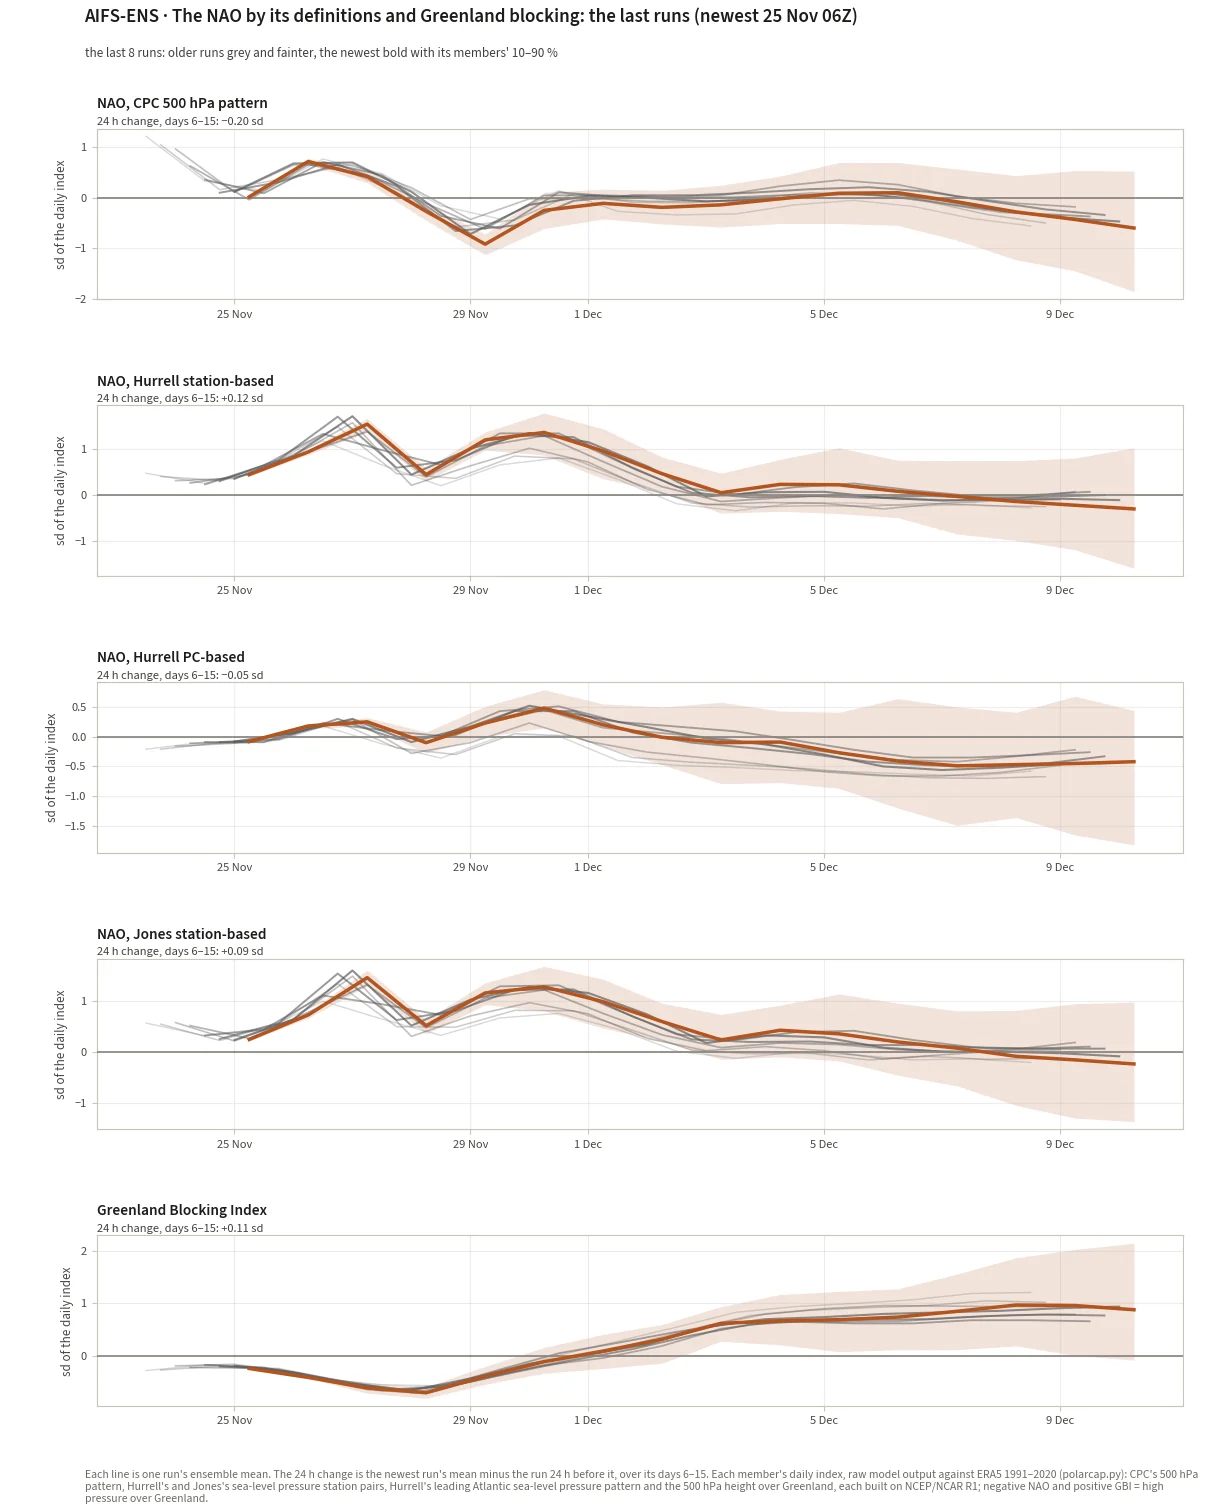 AIFS-ENS · The NAO by its definitions and Greenland blocking: the last runs (newest 25 Nov 06Z)
the last 8 runs: older runs grey and fainter, the newest bold with its members' 10–90 %
NAO, CPC 500 hPa pattern
24 h change, days 6–15: −0.20 sd
sd of the daily index
1
0
−1
−2
25 Nov
29 Nov
1 Dec
5 Dec
9 Dec
NAO, Hurrell station-based
24 h change, days 6–15: +0.12 sd
sd of the daily index
1
0
−1
25 Nov
29 Nov
1 Dec
5 Dec
9 Dec
NAO, Hurrell PC-based
24 h change, days 6–15: −0.05 sd
sd of the daily index
0.5
0.0
−0.5
−1.0
−1.5
25 Nov
29 Nov
1 Dec
5 Dec
9 Dec
NAO, Jones station-based
24 h change, days 6–15: +0.09 sd
sd of the daily index
1
0
−1
25 Nov
29 Nov
1 Dec
5 Dec
9 Dec
Greenland Blocking Index
24 h change, days 6–15: +0.11 sd
sd of the daily index
2
1
0
25 Nov
29 Nov
1 Dec
5 Dec
9 Dec
Each line is one run's ensemble mean. The 24 h change is the newest run's mean minus the run 24 h before it, over its days 6–15. Each member's daily index, raw model output against ERA5 1991–2020 (polarcap.py): CPC's 500 hPa
pattern, Hurrell's and Jones's sea-level pressure station pairs, Hurrell's leading Atlantic sea-level pressure pattern and the 500 hPa height over Greenland, each built on NCEP/NCAR R1; negative NAO and positive GBI = high
pressure over Greenland.